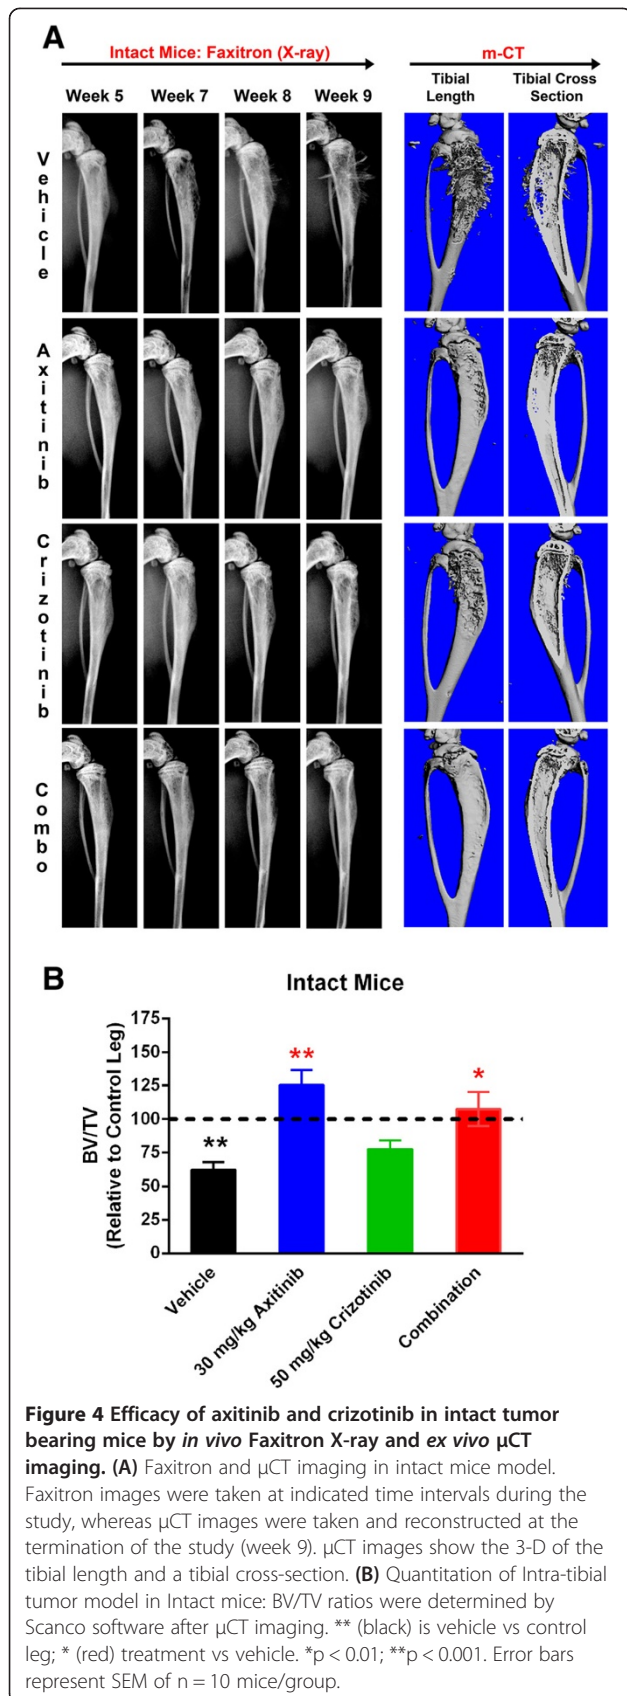 A
Intact Mice: Faxitron (X-ray)
m-CT
Week 5 Week 7 Week 8 Week 9
Tibial Length
Tibial Cross Section
Vehicle
Axitinib
Crizotinib
Combo
B
Intact Mice
BV/TV
(Relative to Control Leg)
175
150
125
100
75
50
25
0
**
**
*
Vehicle
30 mg/kg Axitinib
50 mg/kg Crizotinib
Combination
Figure 4 Efficacy of axitinib and crizotinib in intact tumor
bearing mice by in vivo Faxitron X-ray and ex vivo μCT
imaging. (A) Faxitron and μCT imaging in intact mice model.
Faxitron images were taken at indicated time intervals during the
study, whereas μCT images were taken and reconstructed at the
termination of the study (week 9). μCT images show the 3-D of the
tibial length and a tibial cross-section. (B) Quantitation of Intra-tibial
tumor model in Intact mice: BV/TV ratios were determined by
Scanco software after μCT imaging. ** (black) is vehicle vs control
leg; * (red) treatment vs vehicle. *p < 0.01; **p < 0.001. Error bars
represent SEM of n = 10 mice/group.